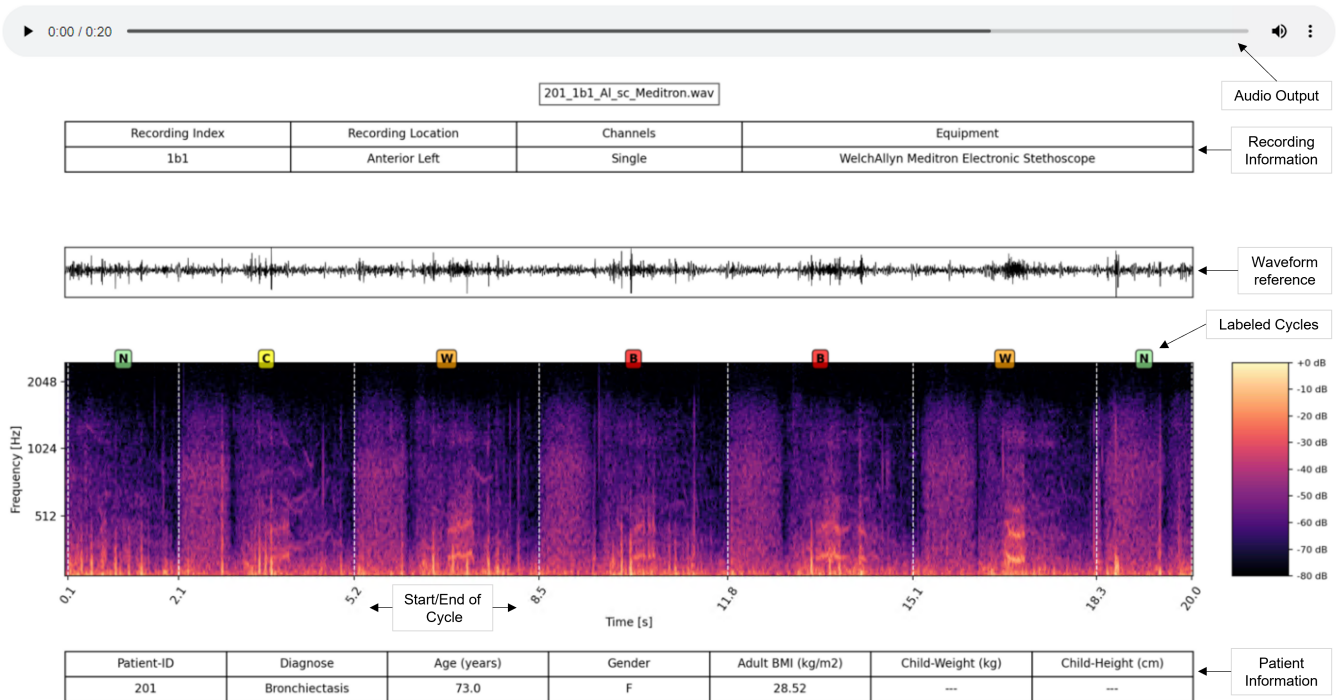 0:00 / 0:20
Audio Output
201_1b1_Al_sc_Meditron.wav
Recording Index Recording Location Channels Equipment
1b1 Anterior Left Single WelchAllyn Meditron Electronic Stethoscope
Recording
Information
Waveform
reference
Labeled Cycles
N C W B B W N
Frequency [Hz]
2048
1024
512
+0 dB
-10 dB
-20 dB
-30 dB
-40 dB
-50 dB
-60 dB
-70 dB
-80 dB
0.1 2.1 5.2 8.5 11.8 15.1 18.3 20.0
Start/End of
Cycle
Time [s]
Patient-ID Diagnose Age (years) Gender Adult BMI (kg/m2) Child-Weight (kg) Child-Height (cm)
201 Bronchiectasis 73.0 F 28.52 --- ---
Patient
Information